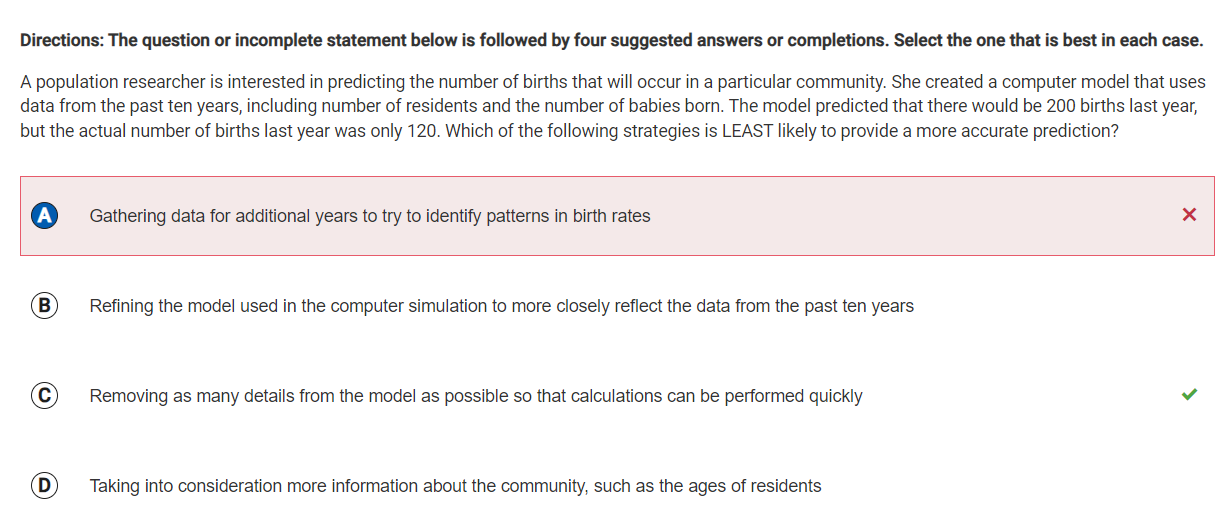 Directions: The question or incomplete statement below is followed by four suggested answers or completions. Select the one that is best in each case.
A population researcher is interested in predicting the number of births that will occur in a particular community. She created a computer model that uses
data from the past ten years, including number of residents and the number of babies born. The model predicted that there would be 200 births last year,
but the actual number of births last year was only 120. Which of the following strategies is LEAST likely to provide a more accurate prediction?
A Gathering data for additional years to try to identify patterns in birth rates
B Refining the model used in the computer simulation to more closely reflect the data from the past ten years
C Removing as many details from the model as possible so that calculations can be performed quickly
D Taking into consideration more information about the community, such as the ages of residents